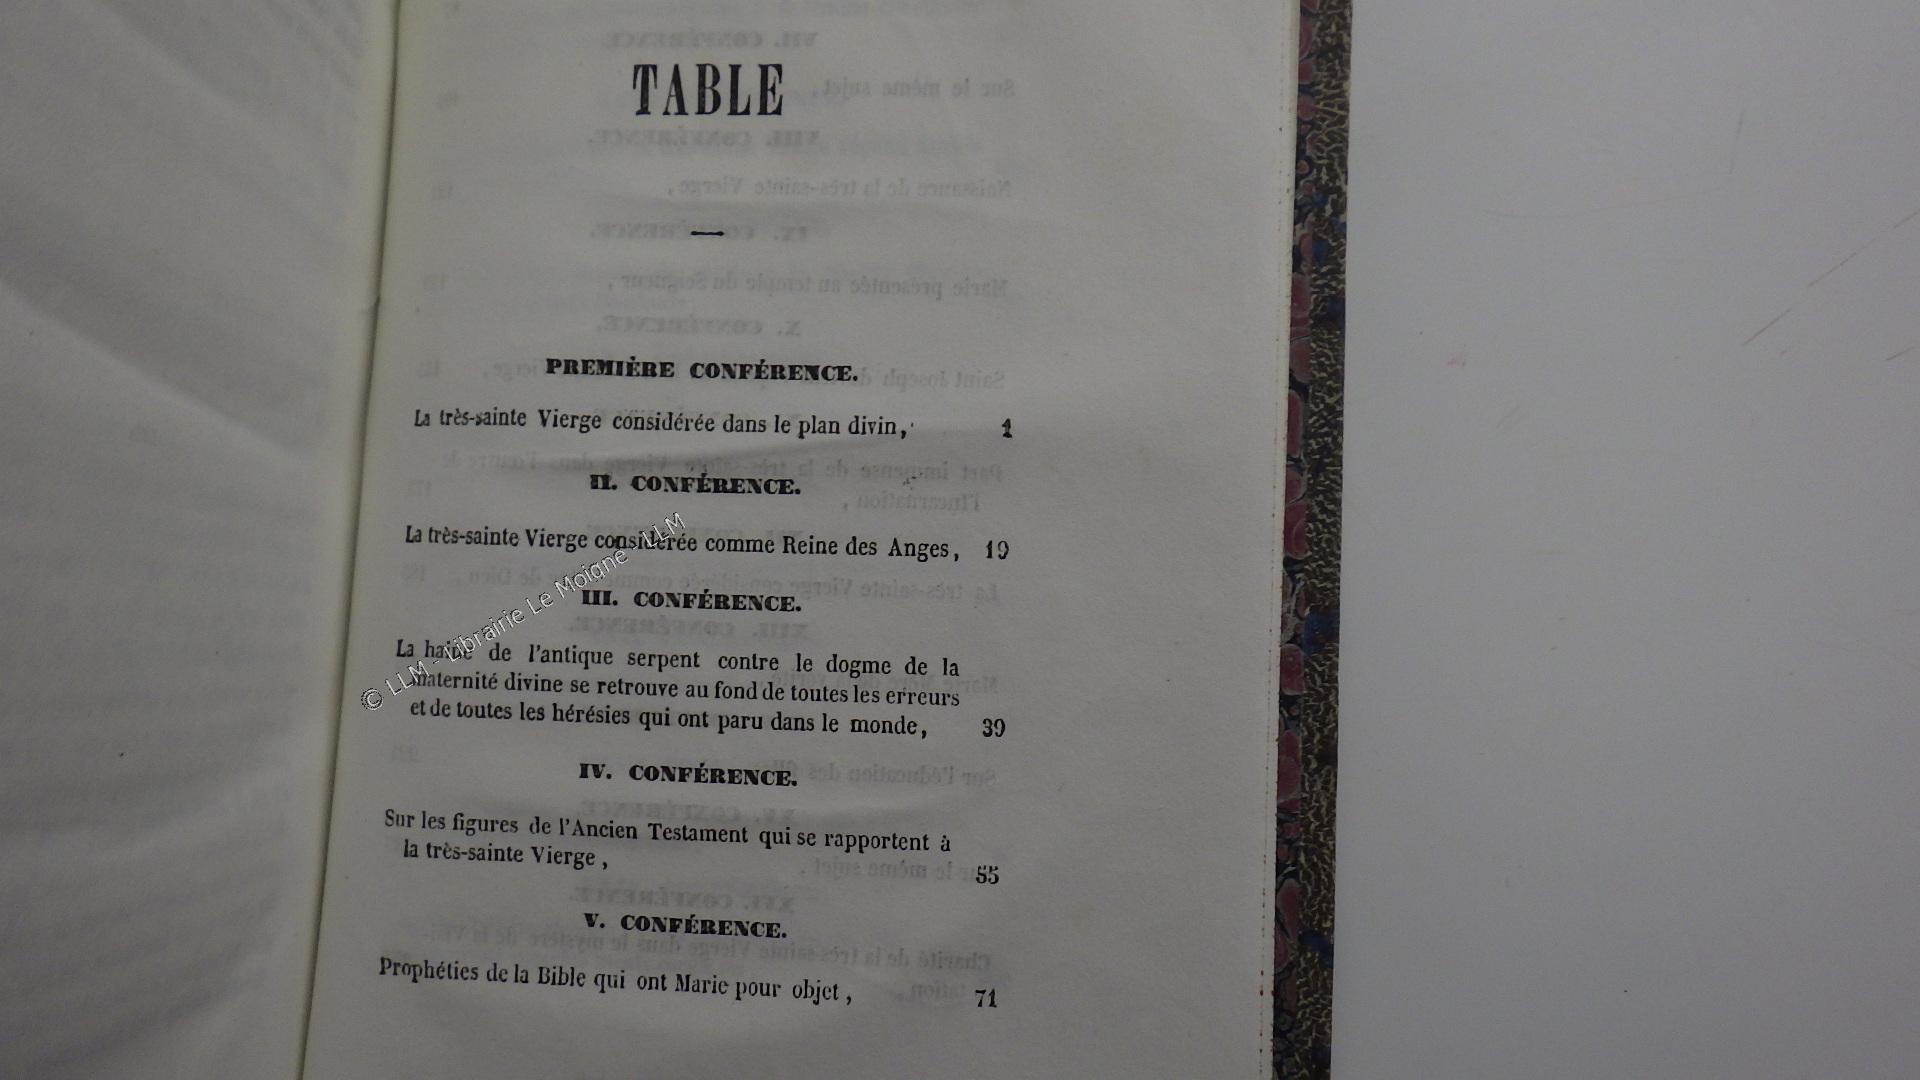 TABLE
PREMIÈRE CONFÉRENCE.
La très-sainte Vierge considérée dans le plan divin, 1
II. CONFÉRENCE.
La très-sainte Vierge considérée comme Reine des Anges, 19
III. CONFÉRENCE.
La haine de l'antique serpent contre le dogme de la
maternité divine se retrouve au fond de toutes les erreurs
et de toutes les hérésies qui ont paru dans le monde, 39
IV. CONFÉRENCE.
Sur les figures de l'Ancien Testament qui se rapportent à
la très-sainte Vierge, 55
V. CONFÉRENCE.
Prophéties de la Bible qui ont Marie pour objet, 71
© LLM - Librairie Le Moigne - LLM